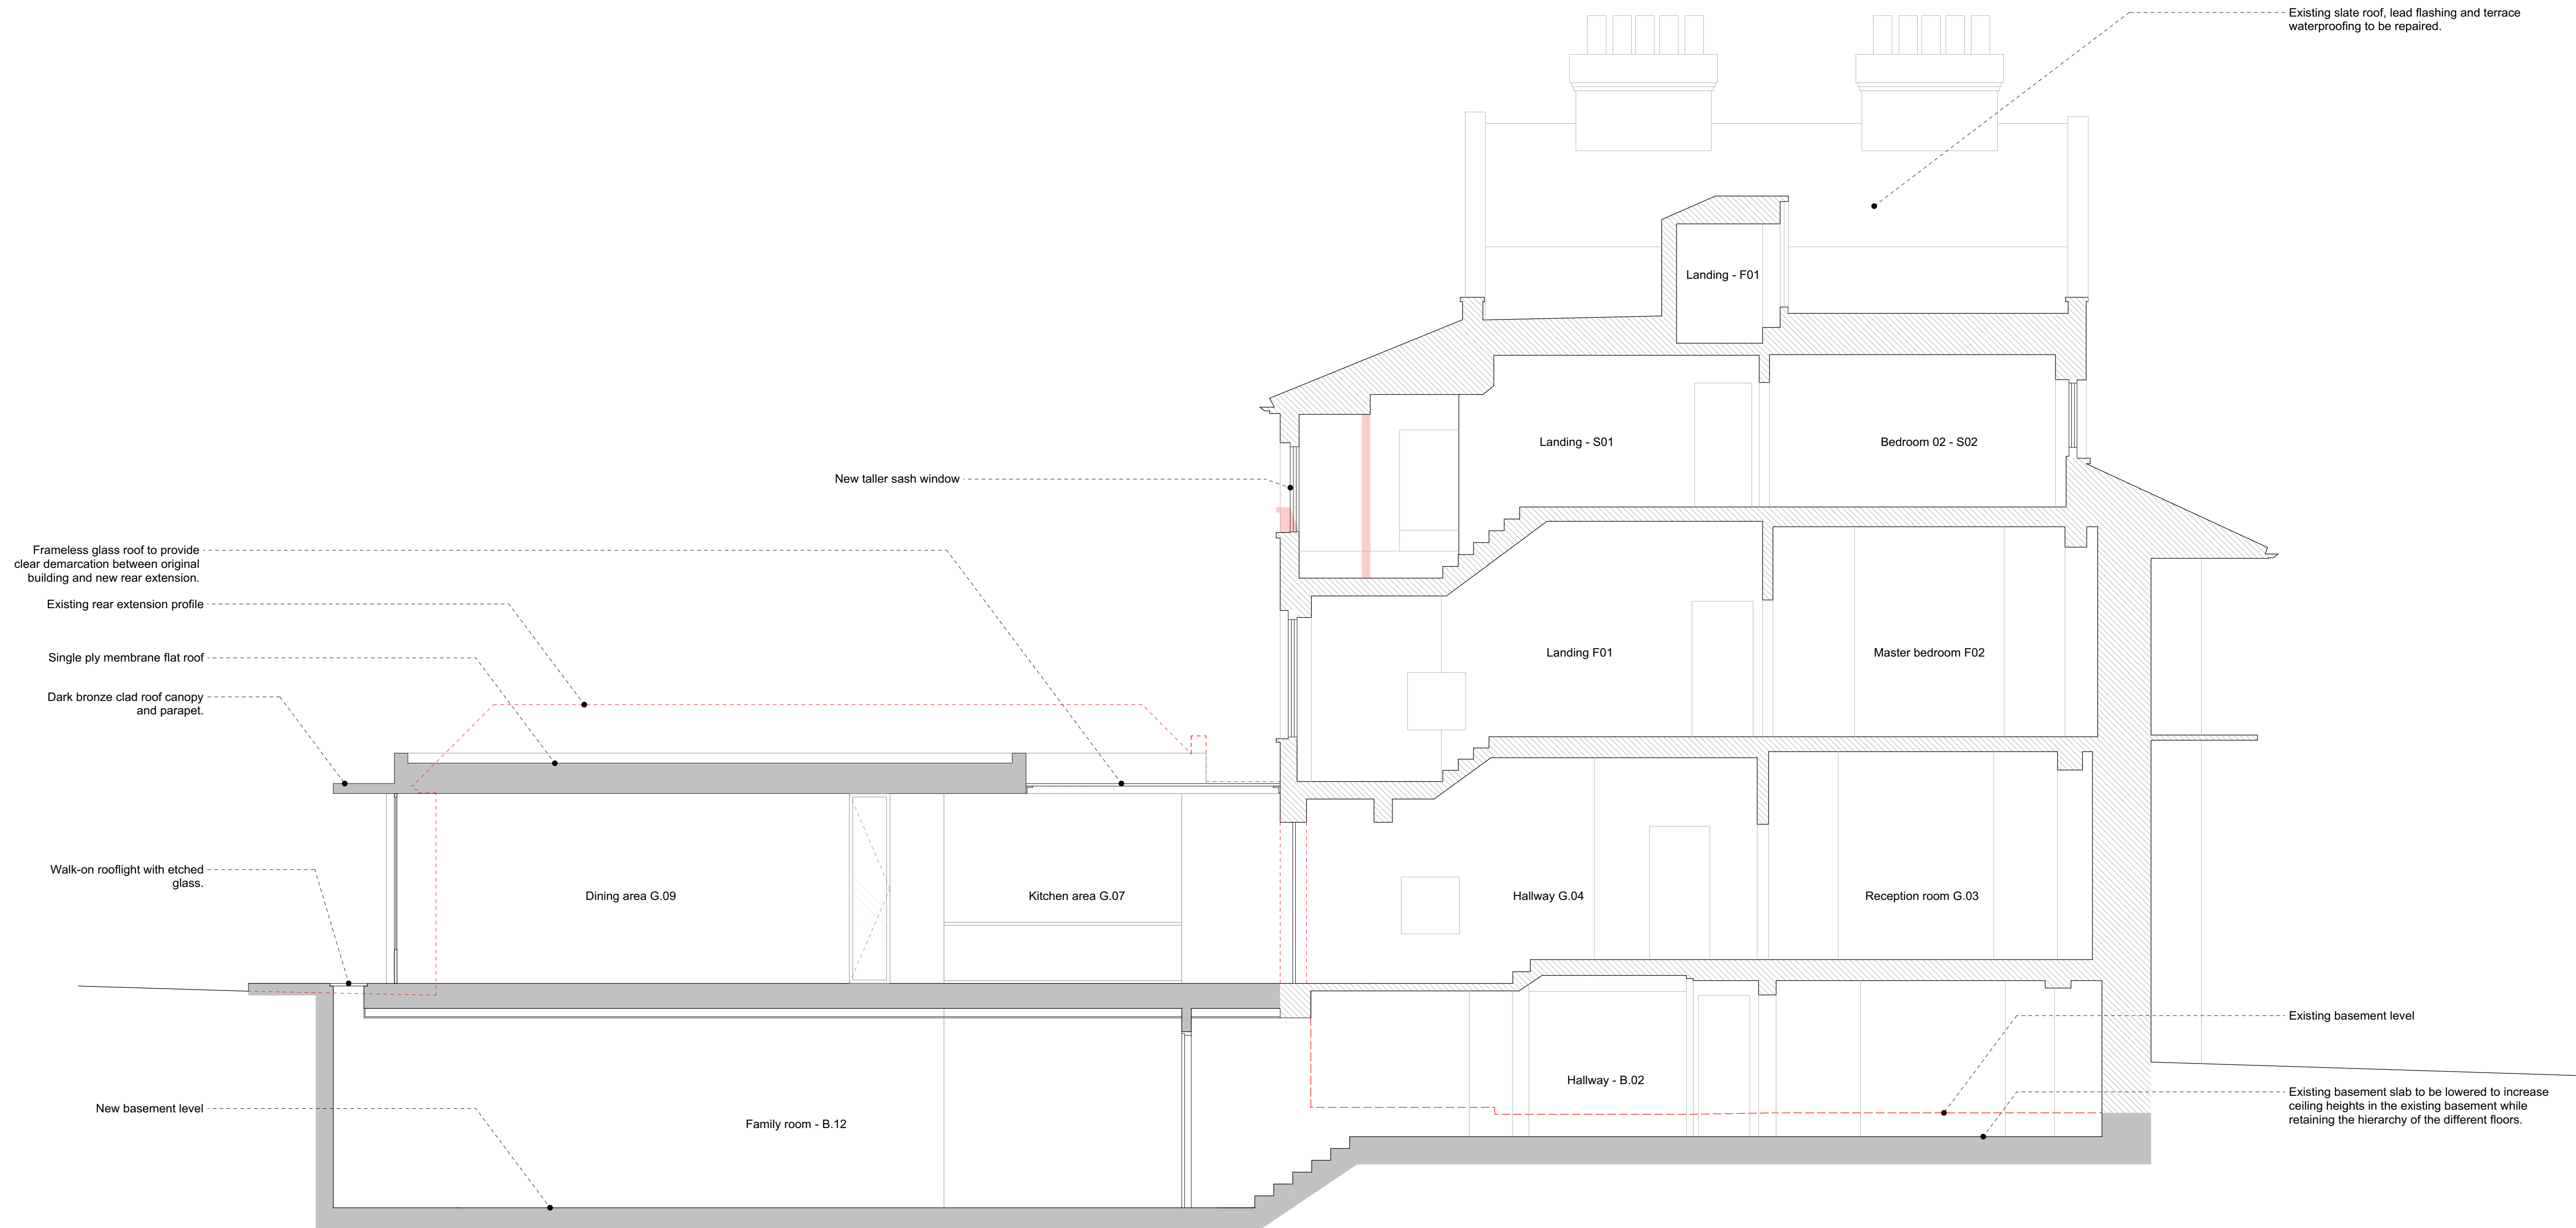 Existing slate roof, lead flashing and terrace
waterproofing to be repaired.
Landing - F01
Landing - S01
Bedroom 02 - S02
New taller sash window
Frameless glass roof to provide
clear demarcation between original
building and new rear extension.
Existing rear extension profile
Landing F01
Master bedroom F02
Single ply membrane flat roof
Dark bronze clad roof canopy
and parapet.
Walk-on rooflight with etched
glass.
Dining area G.09
Kitchen area G.07
Hallway G.04
Reception room G.03
Existing basement level
Hallway - B.02
New basement level
Family room - B.12
Existing basement slab to be lowered to increase
ceiling heights in the existing basement while
retaining the hierarchy of the different floors.